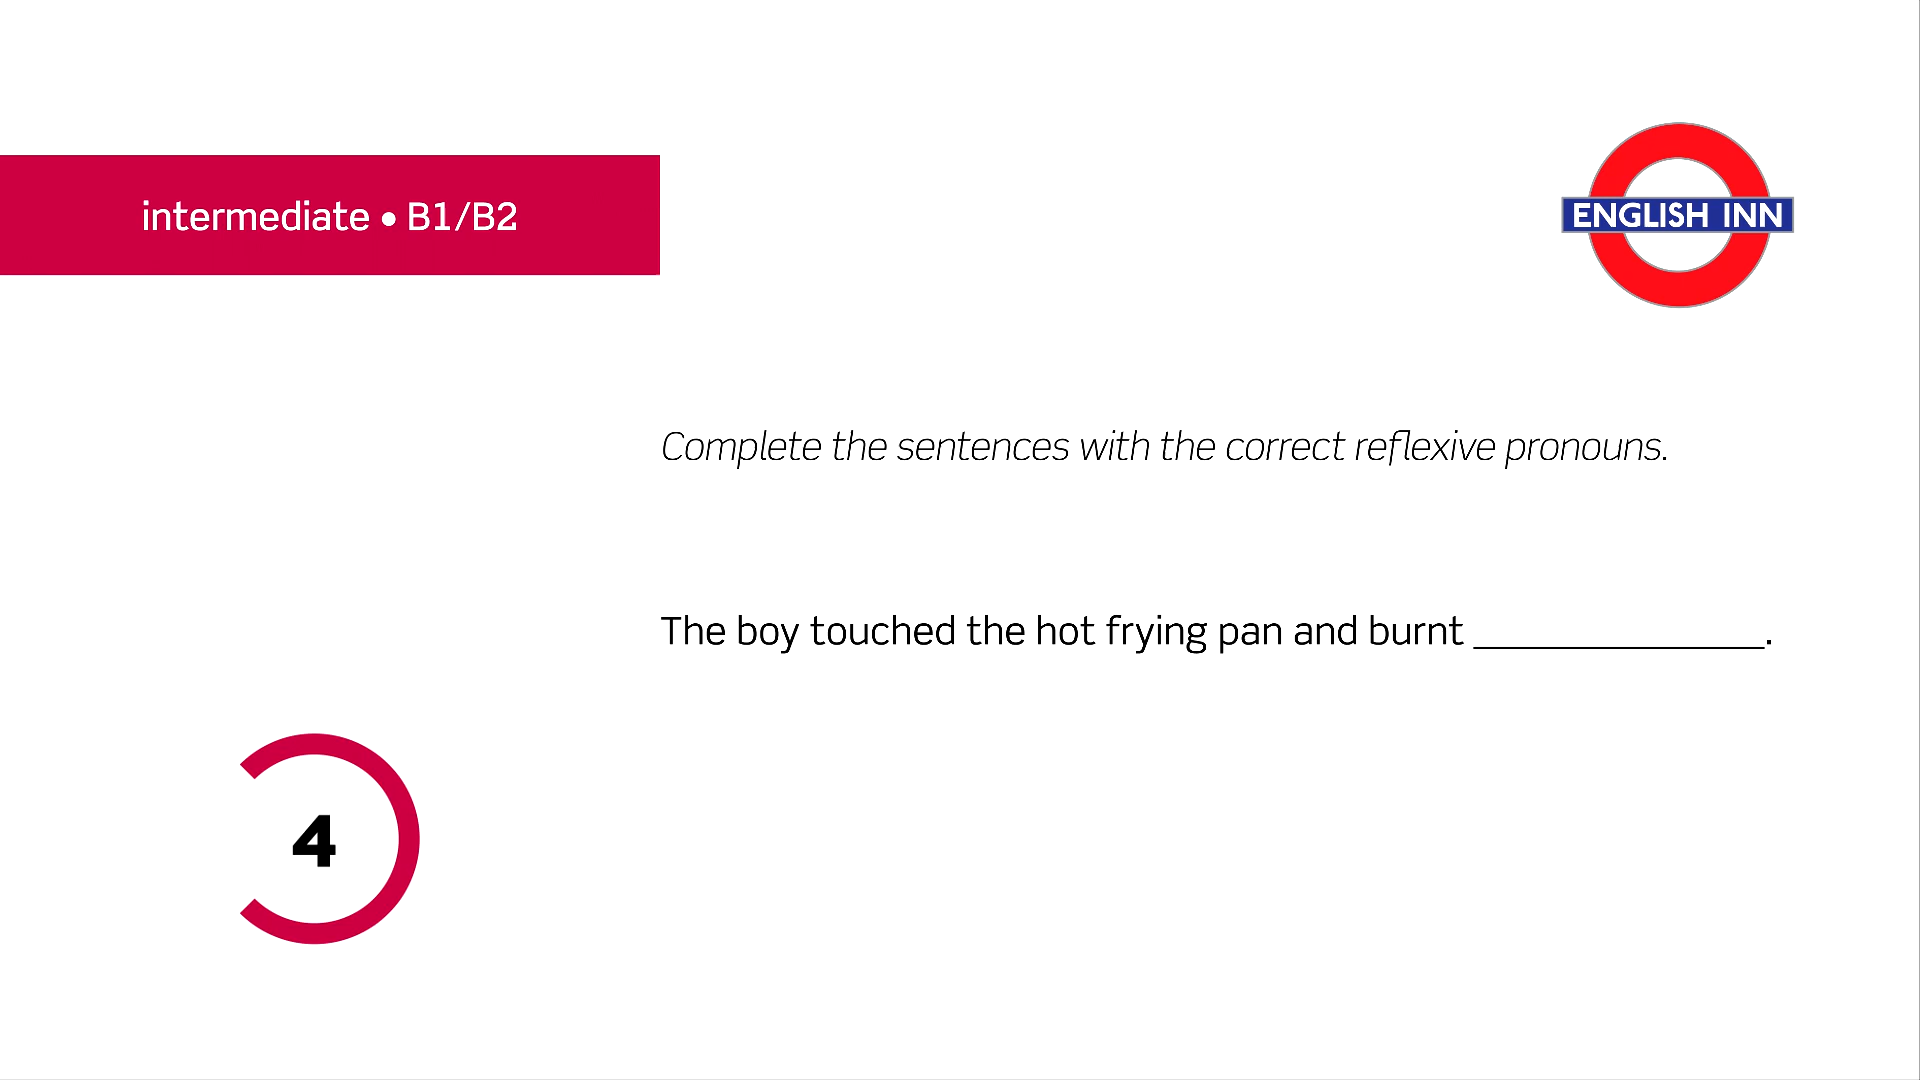 intermediate • B1/B2
ENGLISH INN
Complete the sentences with the correct reflexive pronouns.
The boy touched the hot frying pan and burnt ______________.
4